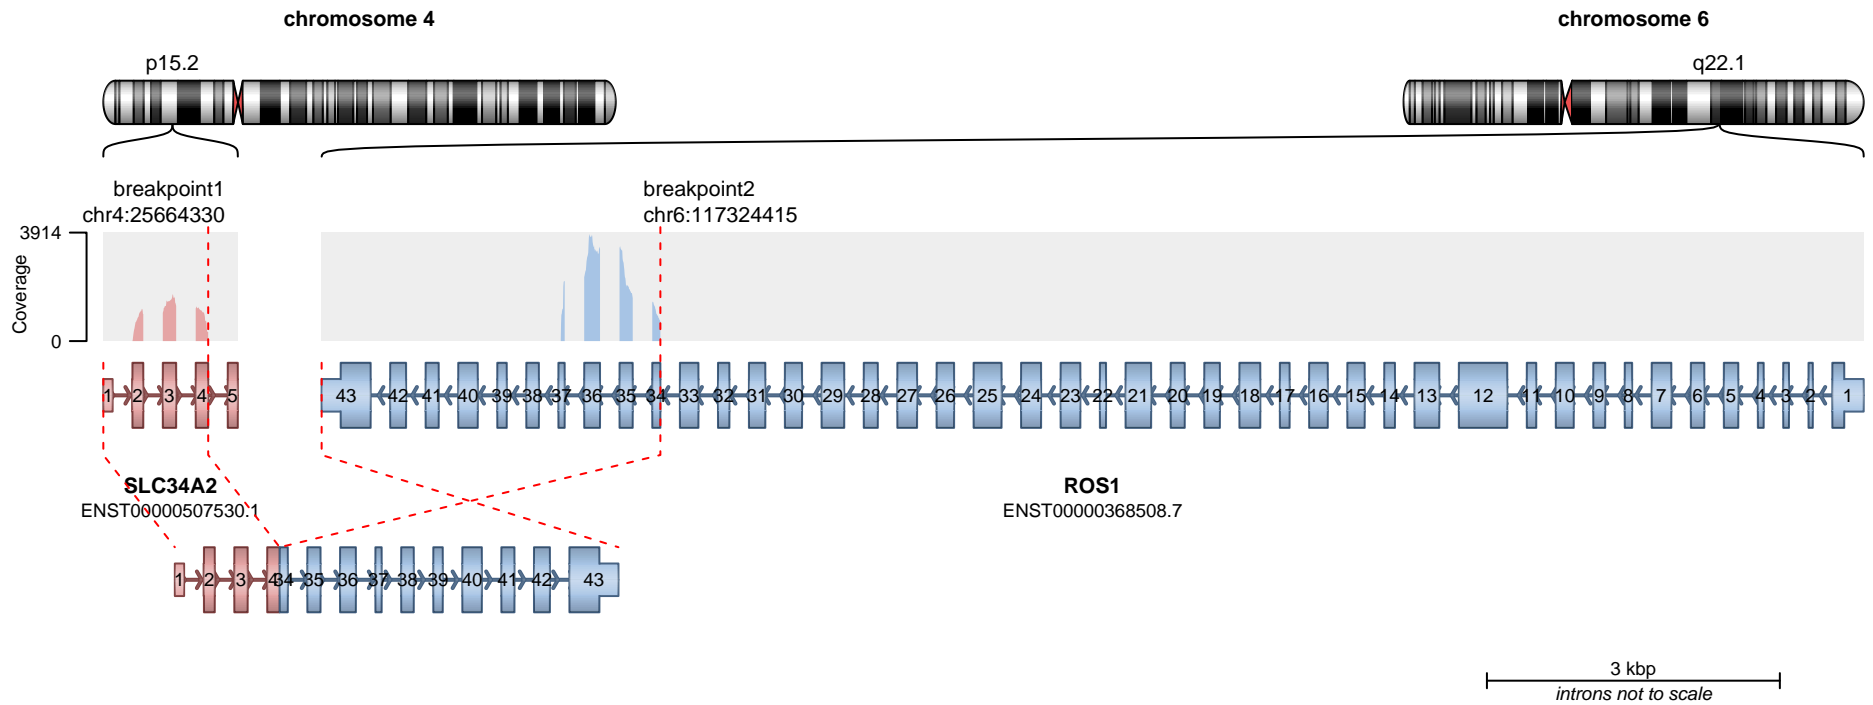 chromosome 4
chromosome 6
p15.2
q22.1
breakpoint1
chr4:25664330
breakpoint2
chr6:117324415
3914
Coverage
0
1 2 3 4 5
43 42 41 40 39 38 37 36 35 34 33 32 31 30 29 28 27 26 25 24 23 22 21 20 19 18 17 16 15 14 13 12 11 10 9 8 7 6 5 4 3 2 1
SLC34A2
ENST00000507530.1
ROS1
ENST00000368508.7
1 2 3 4 34 35 36 37 38 39 40 41 42 43
3 kbp
introns not to scale